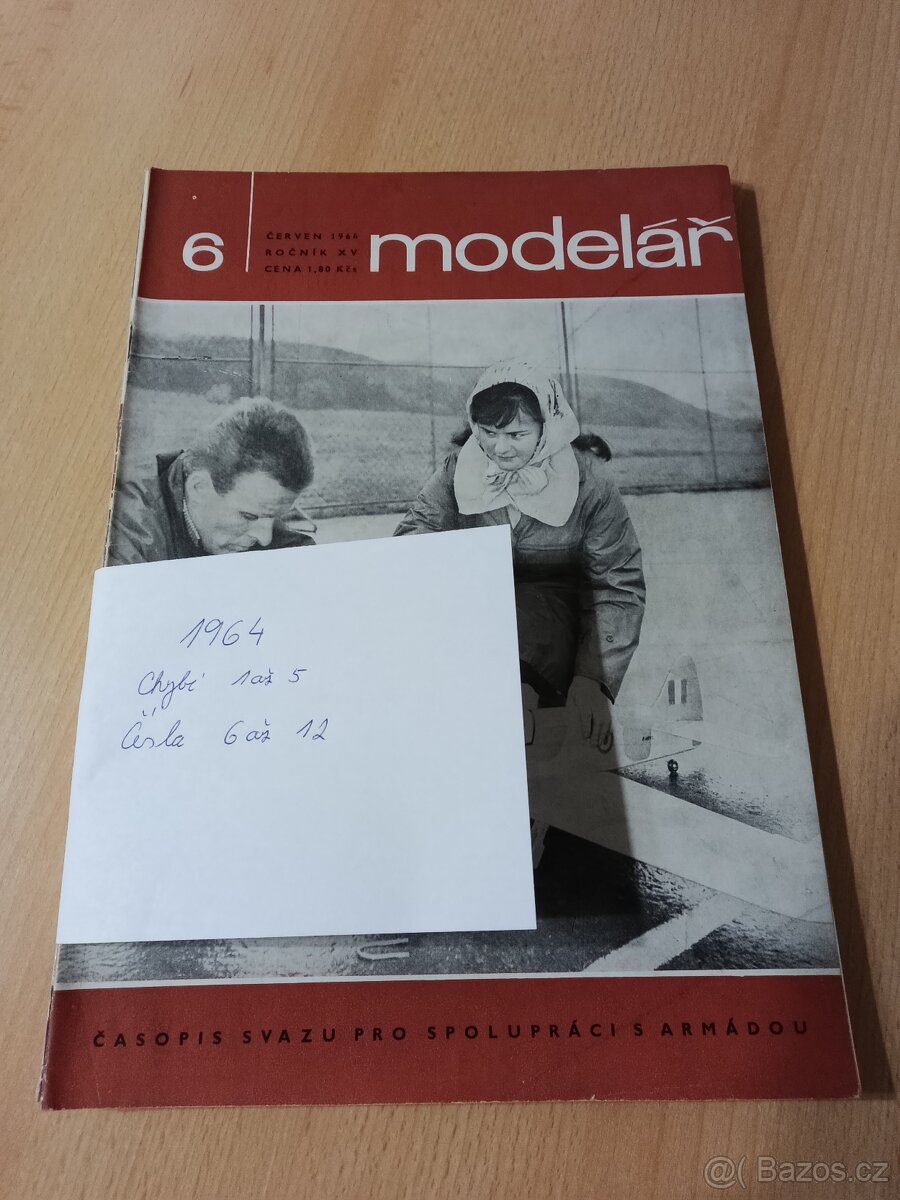 6
ČERVEN 1964
ROČNÍK XV
CENA 1,80 Kčs
modelář
1964
Chybí 1 až 5
Čísla 6 až 12
ČASOPIS SVAZU PRO SPOLUPRÁCI S ARMÁDOU
@( Bazos.cz